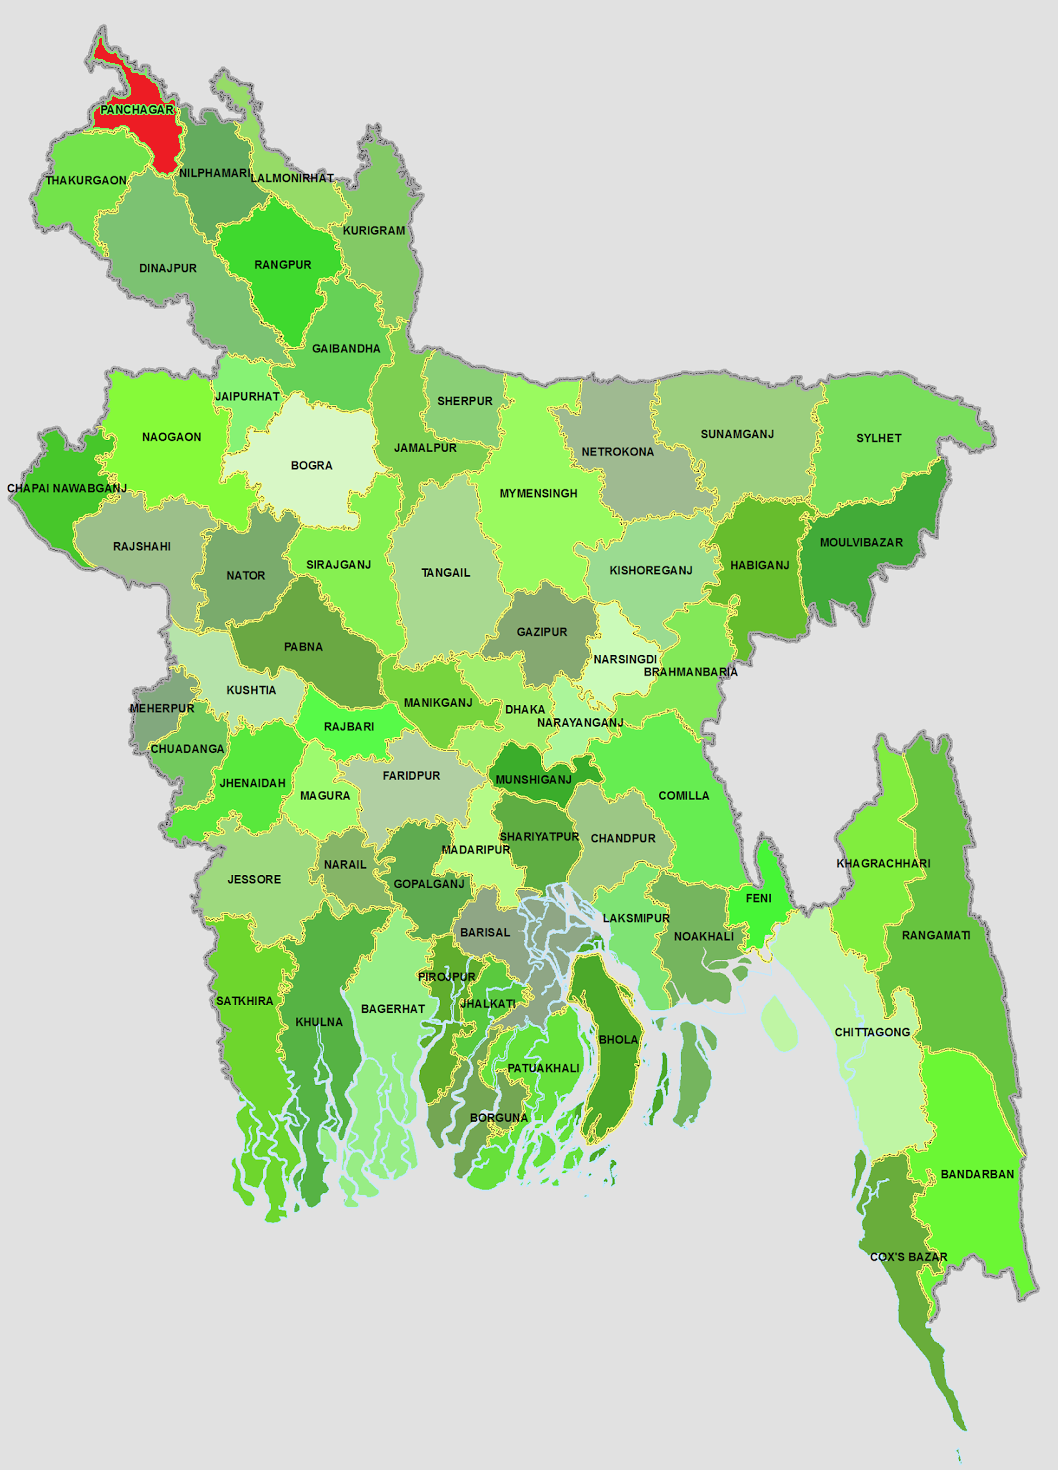 PANCHAGAR
THAKURGAON
NILPHAMARI
LALMONIRHAT
KURIGRAM
DINAJPUR
RANGPUR
GAIBANDHA
JAIPURHAT
SHERPUR
NAOGAON
JAMALPUR
BOGRA
NETROKONA
SUNAMGANJ
SYLHET
CHAPAI NAWABGANJ
MYMENSINGH
RAJSHAHI
NATOR
SIRAJGANJ
TANGAIL
KISHOREGANJ
HABIGANJ
MOULVIBAZAR
PABNA
GAZIPUR
NARSINGDI
BRAHMANBARIA
KUSHTIA
MEHERPUR
MANIKGANJ
DHAKA
NARAYANGANJ
RAJBARI
CHUADANGA
JHENAIDAH
FARIDPUR
MUNSHIGANJ
MAGURA
COMILLA
SHARIYATPUR
CHANDPUR
MADARIPUR
NARAIL
JESSORE
GOPALGANJ
KHAGRACHHARI
FENI
LAKSMIPUR
NOAKHALI
BARISAL
RANGAMATI
PIROJPUR
SATKHIRA
JHALKATI
BAGERHAT
KHULNA
CHITTAGONG
BHOLA
PATUAKHALI
BORGUNA
BANDARBAN
COX'S BAZAR